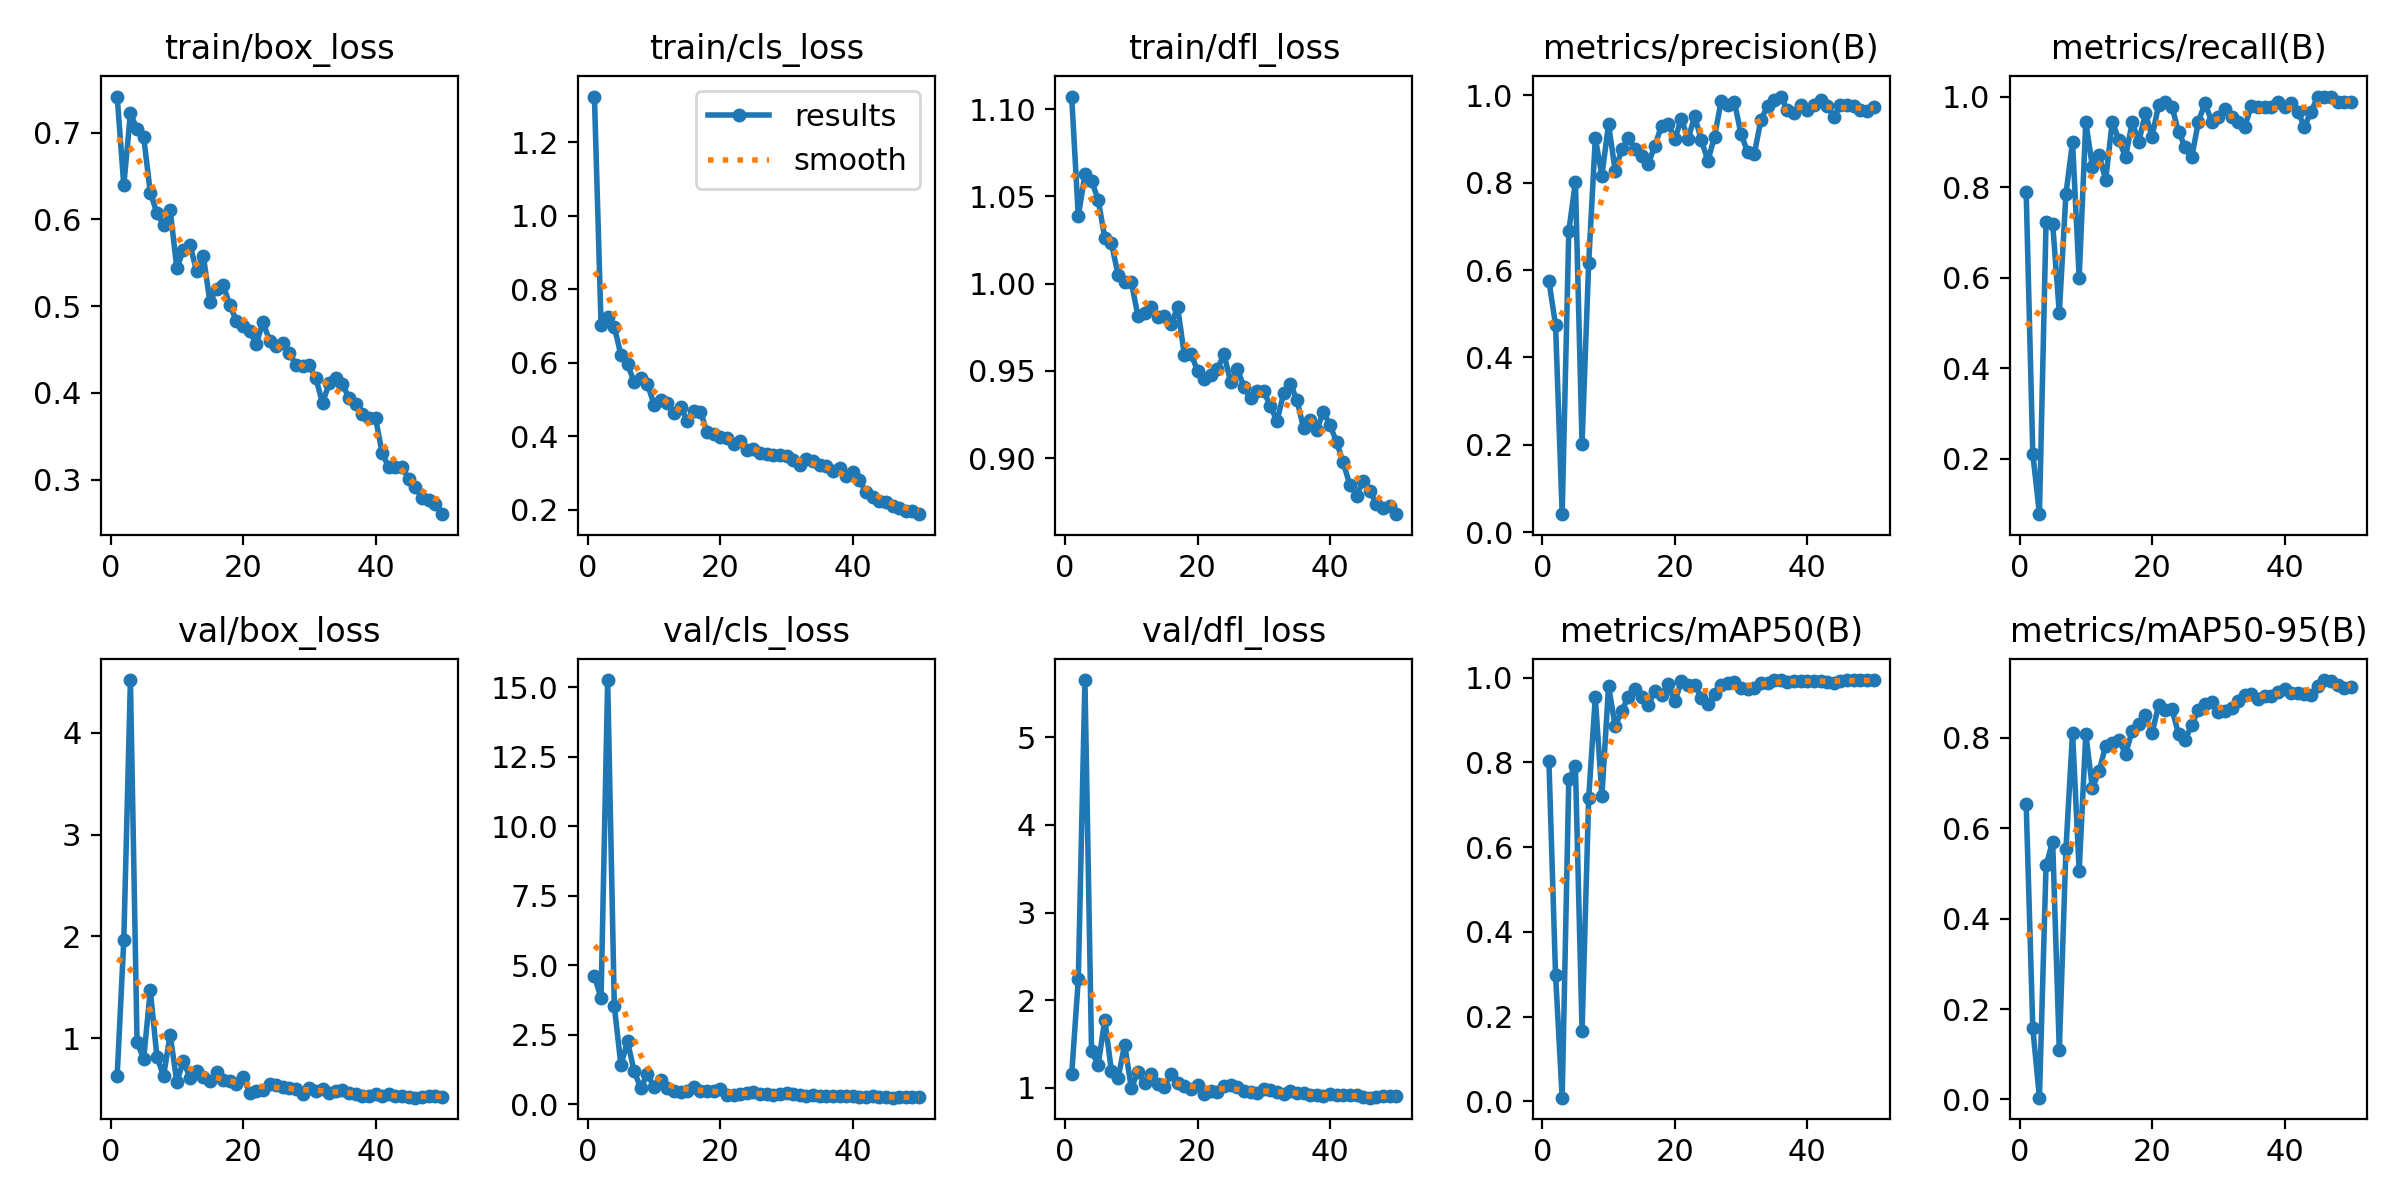 train/box_loss
0.7
0.6
0.5
0.4
0.3
0 20 40
train/cls_loss
results
smooth
1.2
1.0
0.8
0.6
0.4
0.2
0 20 40
train/dfl_loss
1.10
1.05
1.00
0.95
0.90
0 20 40
metrics/precision(B)
1.0
0.8
0.6
0.4
0.2
0.0
0 20 40
metrics/recall(B)
1.0
0.8
0.6
0.4
0.2
0 20 40
val/box_loss
4
3
2
1
0 20 40
val/cls_loss
15.0
12.5
10.0
7.5
5.0
2.5
0.0
0 20 40
val/dfl_loss
5
4
3
2
1
0 20 40
metrics/mAP50(B)
1.0
0.8
0.6
0.4
0.2
0.0
0 20 40
metrics/mAP50-95(B)
0.8
0.6
0.4
0.2
0.0
0 20 40